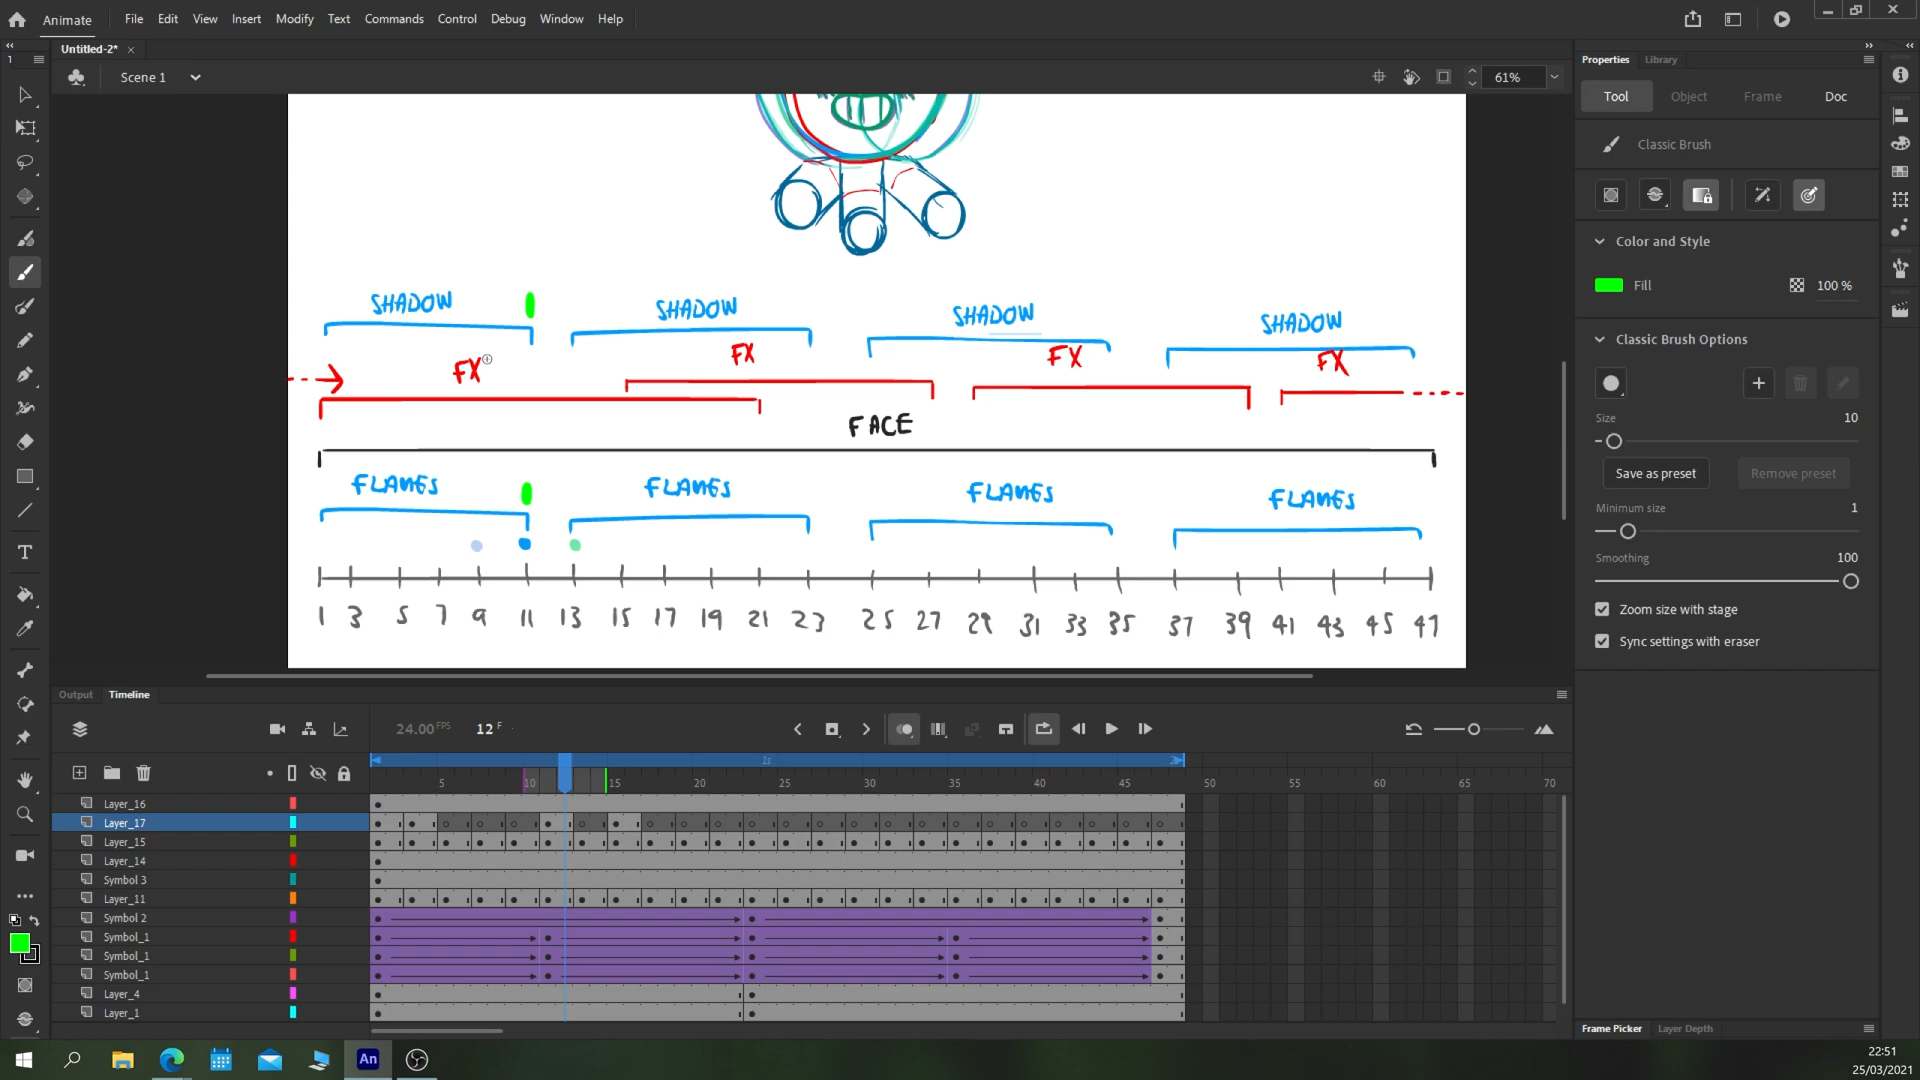 Animate File Edit View Insert Modify Text Commands Control Debug Window Help
Untitled-2*
1
Scene 1
61%
SHADOW SHADOW SHADOW SHADOW
FX FX FX FX
FACE
FLAMES FLAMES FLAMES FLAMES
1 3 5 7 9 11 13 15 17 19 21 23 25 27 29 31 33 35 37 39 41 43 45 47
Output Timeline
24.00 FPS 12 F
1s
5 10 15 20 25 30 35 40 45 50 55 60 65 70
Layer_16
Layer_17
Layer_15
Layer_14
Symbol 3
Layer_11
Symbol 2
Symbol_1
Symbol_1
Symbol_1
Layer_4
Layer_1
Properties Library
Tool Object Frame Doc
Classic Brush
Color and Style
Fill 100 %
Classic Brush Options
Size 10
Save as preset Remove preset
Minimum size 1
Smoothing 100
Zoom size with stage
Sync settings with eraser
Frame Picker Layer Depth
An
22:51
25/03/2021